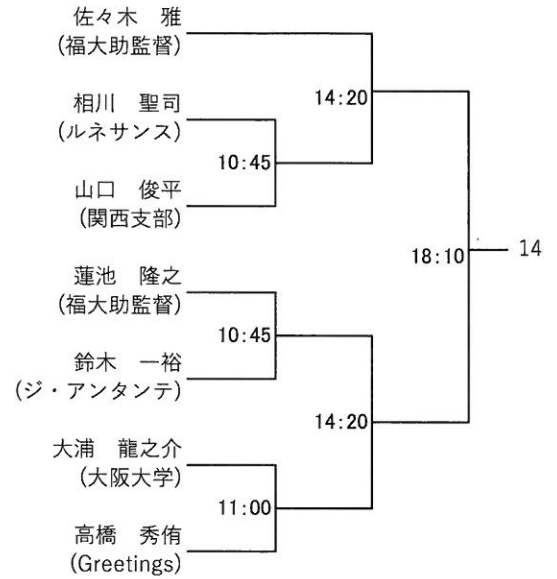 佐々木　雅
(福大助監督)
14:20
相川　聖司
(ルネサンス)
10:45
山口　俊平
(関西支部)
18:10
14
蓮池　隆之
(福大助監督)
10:45
鈴木　一裕
(ジ・アンタンテ)
14:20
大浦　龍之介
(大阪大学)
11:00
高橋　秀侑
(Greetings)